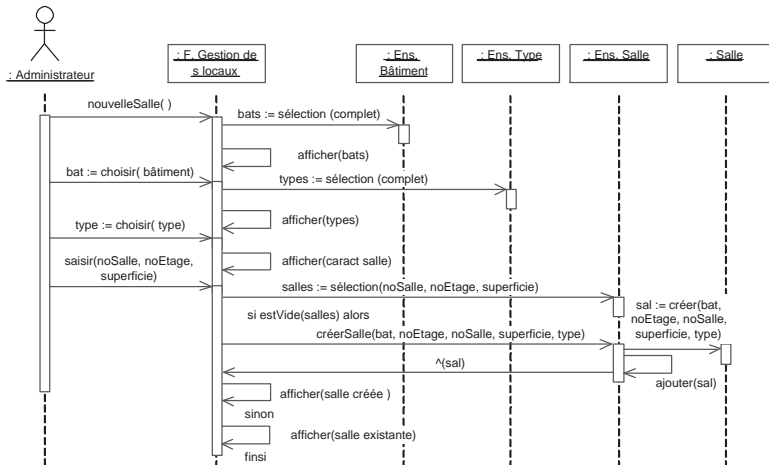 : Administrateur
: F. Gestion de
s locaux
: Ens.
Bâtiment
: Ens. Type
: Ens. Salle
: Salle
nouvelleSalle( )
bats := sélection (complet)
afficher(bats)
bat := choisir( bâtiment)
types := sélection (complet)
afficher(types)
type := choisir( type)
afficher(caract salle)
saisir(noSalle, noEtage,
superficie)
salles := sélection(noSalle, noEtage, superficie)
sal := créer(bat,
noEtage, noSalle,
superficie, type)
si estVide(salles) alors
créerSalle(bat, noEtage, noSalle, superficie, type)
^(sal)
ajouter(sal)
afficher(salle créée )
sinon
afficher(salle existante)
finsi